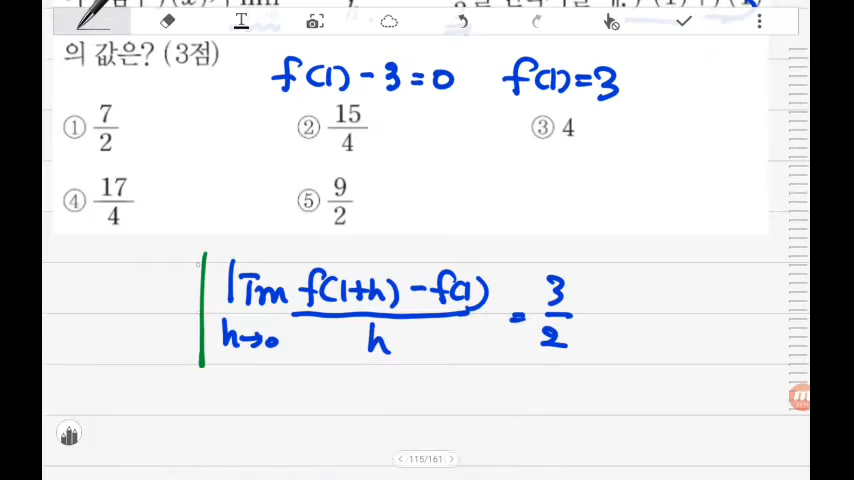 의 값은? (3점)
f(1) - 3 = 0 f(1) = 3
① 7/2 ② 15/4 ③ 4
④ 17/4 ⑤ 9/2
lim h→0 f(1+h) - f(1) / h = 3/2
115/161